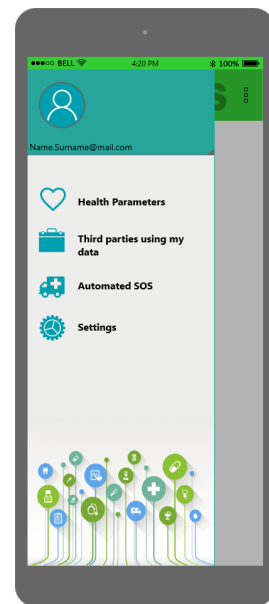 BELL 4:20 PM 100%
S
Name.Surname@mail.com
Health Parameters
Third parties using my
data
Automated SOS
Settings